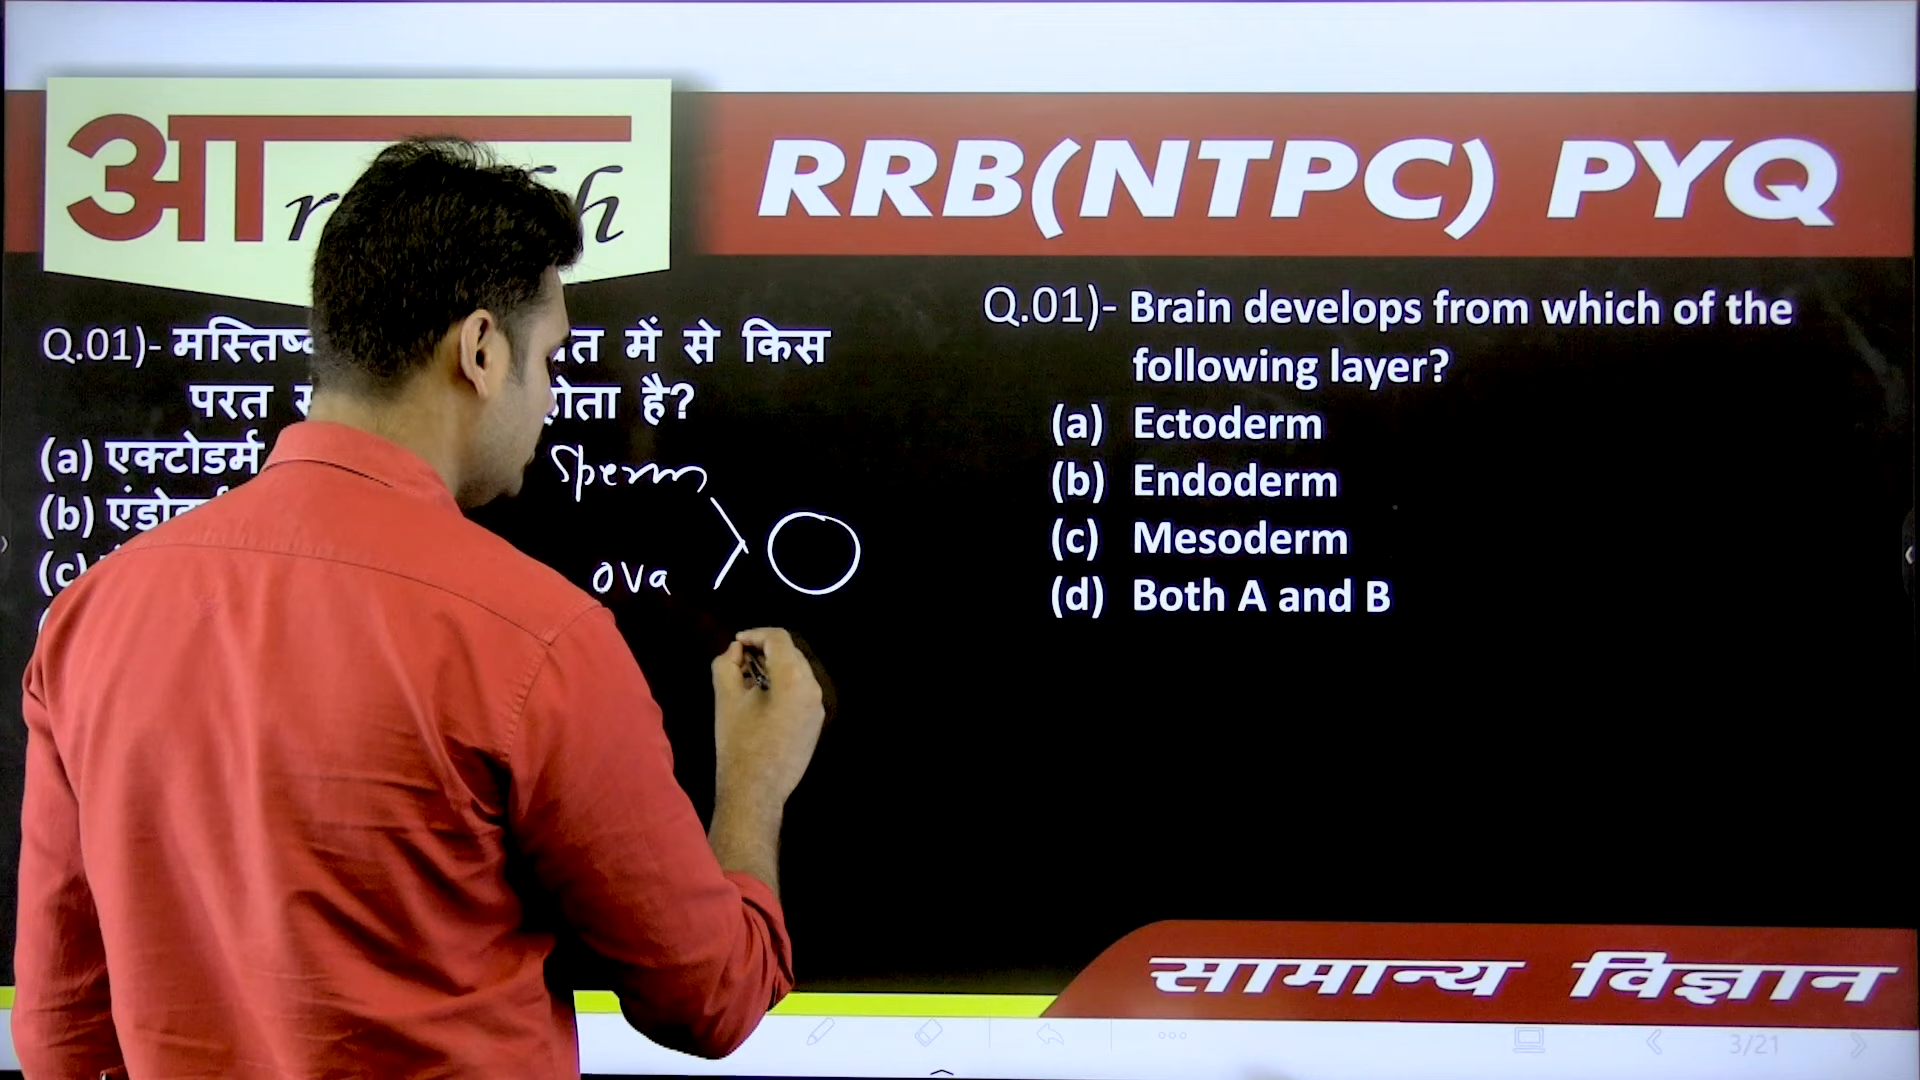 आ
RRB(NTPC) PYQ
Q.01)-
में से किस
परत
है?
(a) एक्टोडर्म
(b)
(c)
Sperm
ova
Q.01)- Brain develops from which of the
following layer?
(a) Ectoderm
(b) Endoderm
(c) Mesoderm
(d) Both A and B
सामान्य विज्ञान
3/21